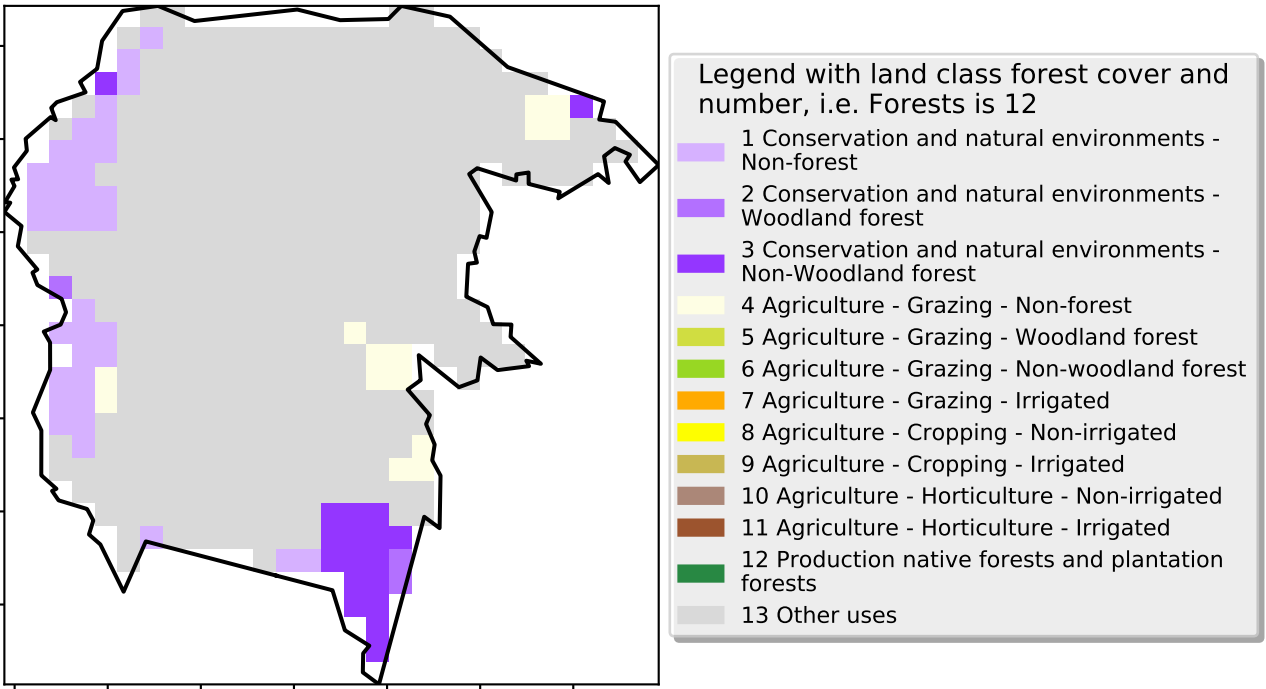 Legend with land class forest cover and
number, i.e. Forests is 12
1 Conservation and natural environments -
Non-forest
2 Conservation and natural environments -
Woodland forest
3 Conservation and natural environments -
Non-Woodland forest
4 Agriculture - Grazing - Non-forest
5 Agriculture - Grazing - Woodland forest
6 Agriculture - Grazing - Non-woodland forest
7 Agriculture - Grazing - Irrigated
8 Agriculture - Cropping - Non-irrigated
9 Agriculture - Cropping - Irrigated
10 Agriculture - Horticulture - Non-irrigated
11 Agriculture - Horticulture - Irrigated
12 Production native forests and plantation
forests
13 Other uses